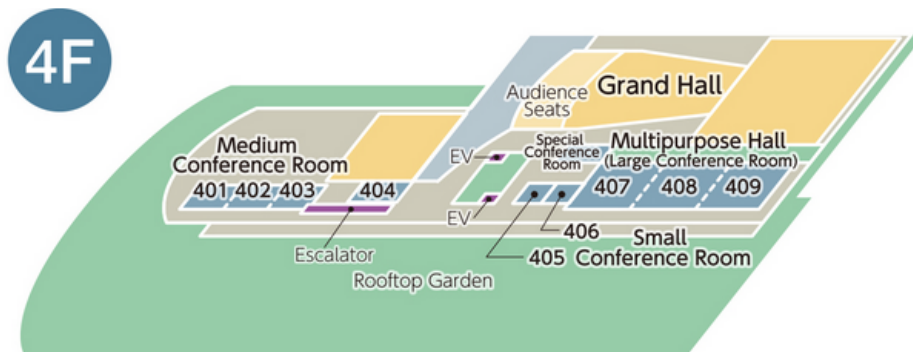 4F
Audience
Seats
Grand Hall
Medium
Conference Room
401 402 403 404
EV
Special
Conference
Room
Multipurpose Hall
(Large Conference Room)
407 408 409
EV
Escalator
406
405
Small
Conference Room
Rooftop Garden